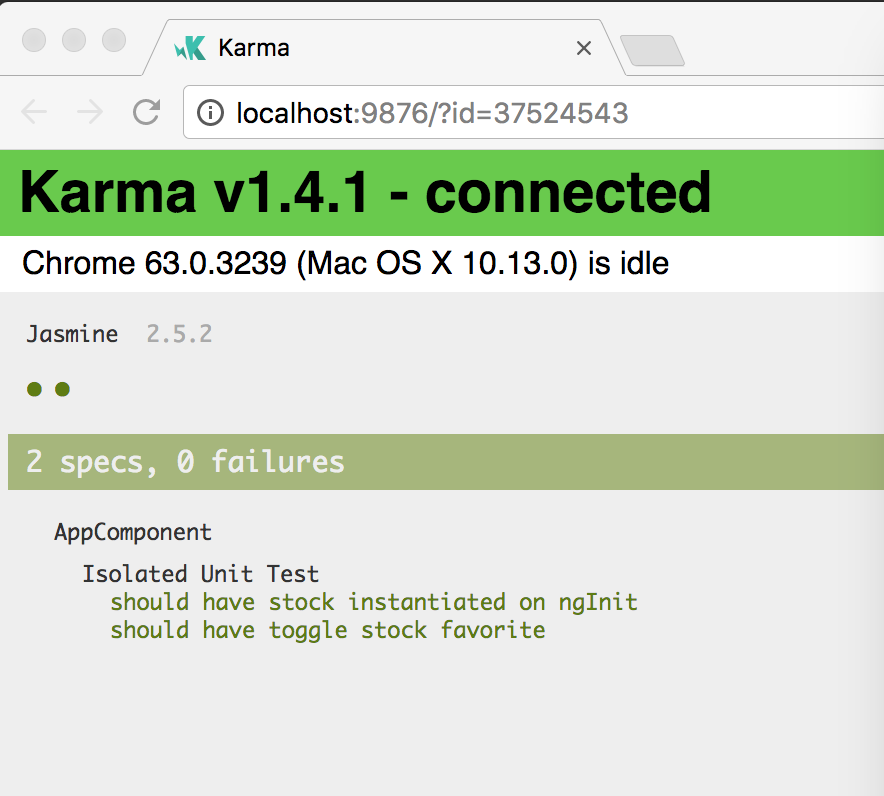 Karma
localhost:9876/?id=37524543
Karma v1.4.1 - connected
Chrome 63.0.3239 (Mac OS X 10.13.0) is idle
Jasmine 2.5.2
2 specs, 0 failures
AppComponent
Isolated Unit Test
should have stock instantiated on ngInit
should have toggle stock favorite